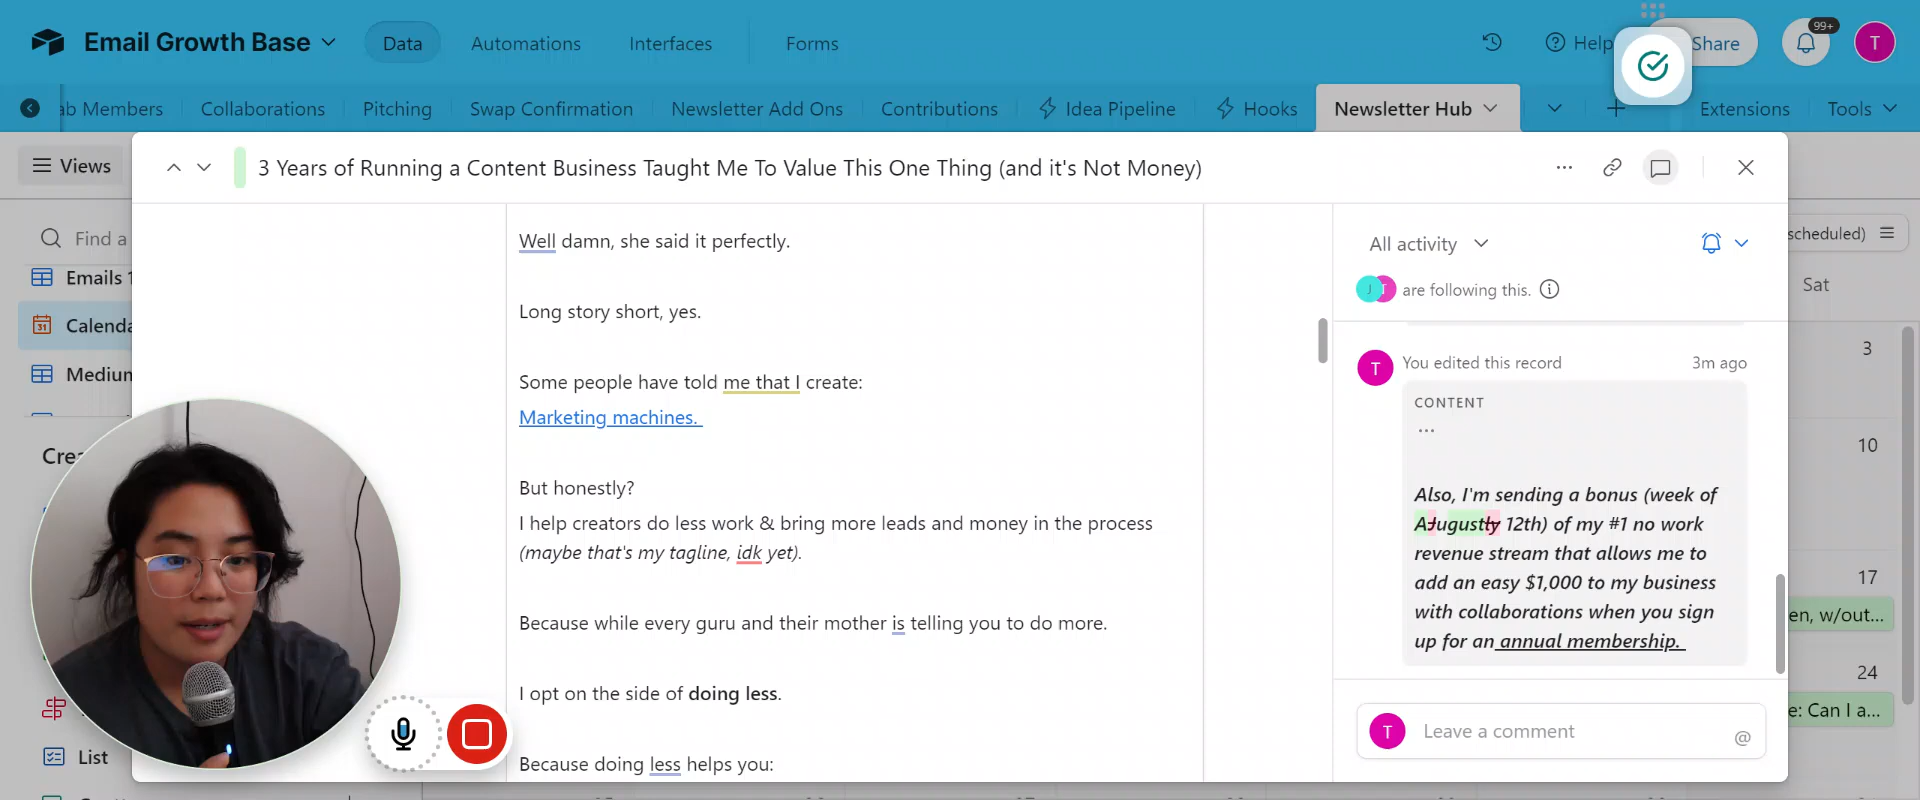 Email Growth Base
Data
Automations
Interfaces
Forms
Help
Share
99+
T
ab Members
Collaborations
Pitching
Swap Confirmation
Newsletter Add Ons
Contributions
Idea Pipeline
Hooks
Newsletter Hub
Extensions
Tools
Views
3 Years of Running a Content Business Taught Me To Value This One Thing (and it's Not Money)
Find a
Emails 1
31
Calenda
Medium
Crea
List
Well damn, she said it perfectly.
Long story short, yes.
Some people have told me that I create:
Marketing machines.
But honestly?
I help creators do less work & bring more leads and money in the process
(maybe that's my tagline, idk yet).
Because while every guru and their mother is telling you to do more.
I opt on the side of doing less.
Because doing less helps you:
All activity
J T are following this.
T
You edited this record
3m ago
CONTENT
...
Also, I'm sending a bonus (week of
AJugustly 12th) of my #1 no work
revenue stream that allows me to
add an easy $1,000 to my business
with collaborations when you sign
up for an annual membership.
T
Leave a comment
@
scheduled)
Sat
3
10
17
en, w/out...
24
e: Can I a...